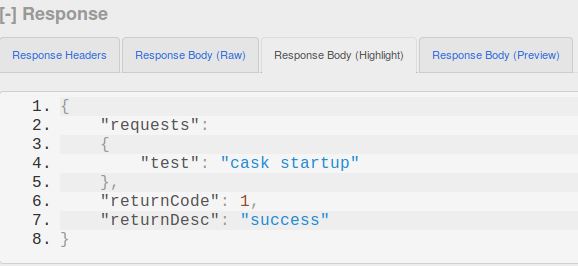 [-] Response
Response Headers Response Body (Raw) Response Body (Highlight) Response Body (Preview)
1. {
2.     "requests":
3.     {
4.         "test": "cask startup"
5.     },
6.     "returnCode": 1,
7.     "returnDesc": "success"
8. }